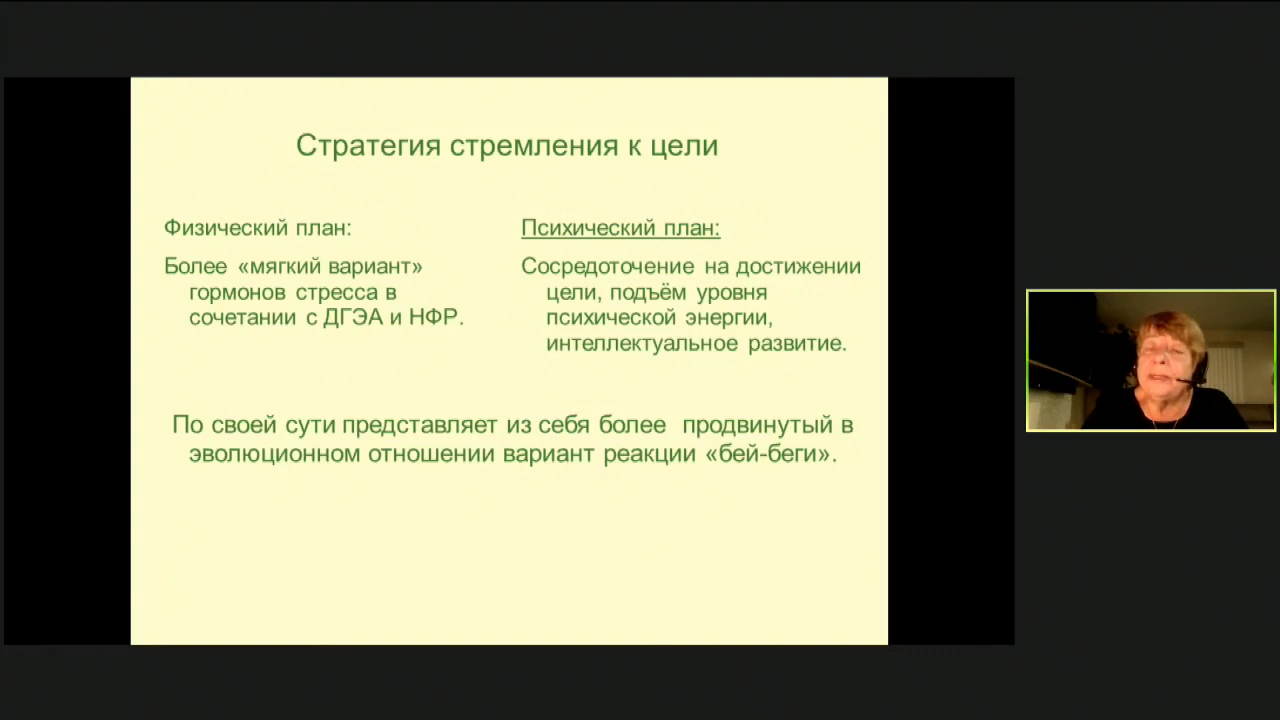 Стратегия стремления к цели
Физический план:
Более «мягкий вариант»
гормонов стресса в
сочетании с ДГЭА и НФР.
Психический план:
Сосредоточение на достижении
цели, подъём уровня
психической энергии,
интеллектуальное развитие.
По своей сути представляет из себя более продвинутый в
эволюционном отношении вариант реакции «бей-беги».